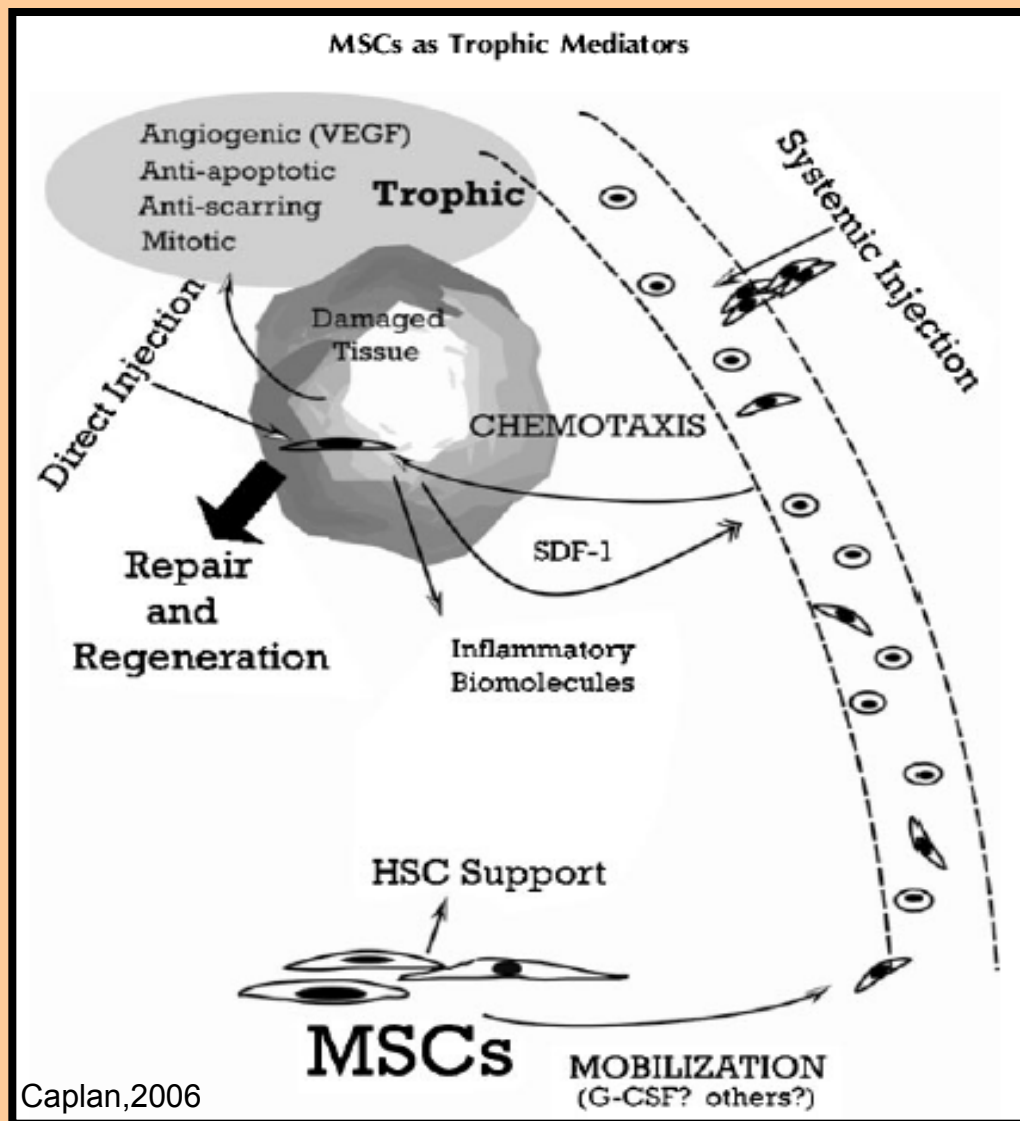 MSCs as Trophic Mediators
Angiogenic (VEGF)
Anti-apoptotic
Anti-scarring
Mitotic
Trophic
Systemic Injection
Damaged
Tissue
Direct Injection
CHEMOTAXIS
SDF-1
Repair
and
Regeneration
Inflammatory
Biomolecules
HSC Support
MSCs
MOBILIZATION
(G-CSF? others?)
Caplan,2006